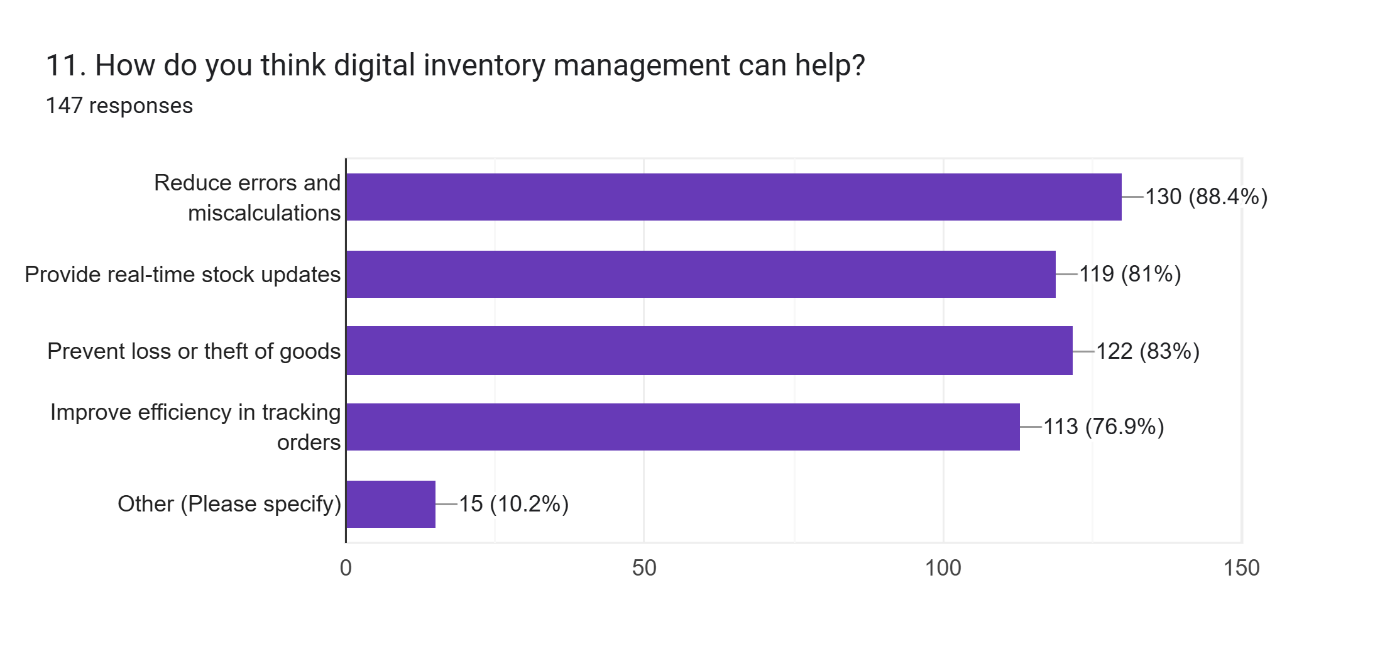 11. How do you think digital inventory management can help?
147 responses
Reduce errors and
miscalculations
130 (88.4%)
Provide real-time stock updates
119 (81%)
Prevent loss or theft of goods
122 (83%)
Improve efficiency in tracking
orders
113 (76.9%)
Other (Please specify)
15 (10.2%)
0 50 100 150